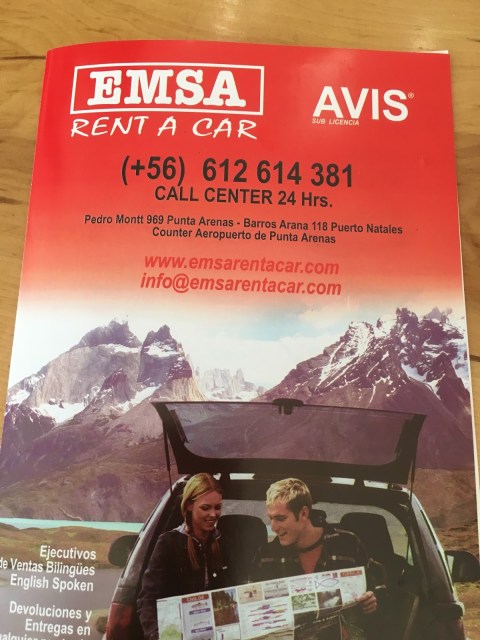 EMSA
RENT A CAR
AVIS®
SUB LICENCIA
(+56) 612 614 381
CALL CENTER 24 Hrs.
Pedro Montt 969 Punta Arenas - Barros Arana 118 Puerto Natales
Counter Aeropuerto de Punta Arenas
www.emsarentacar.com
info@emsarentacar.com
Ejecutivos
de Ventas Bilingües
English Spoken
Devoluciones y
Entregas en